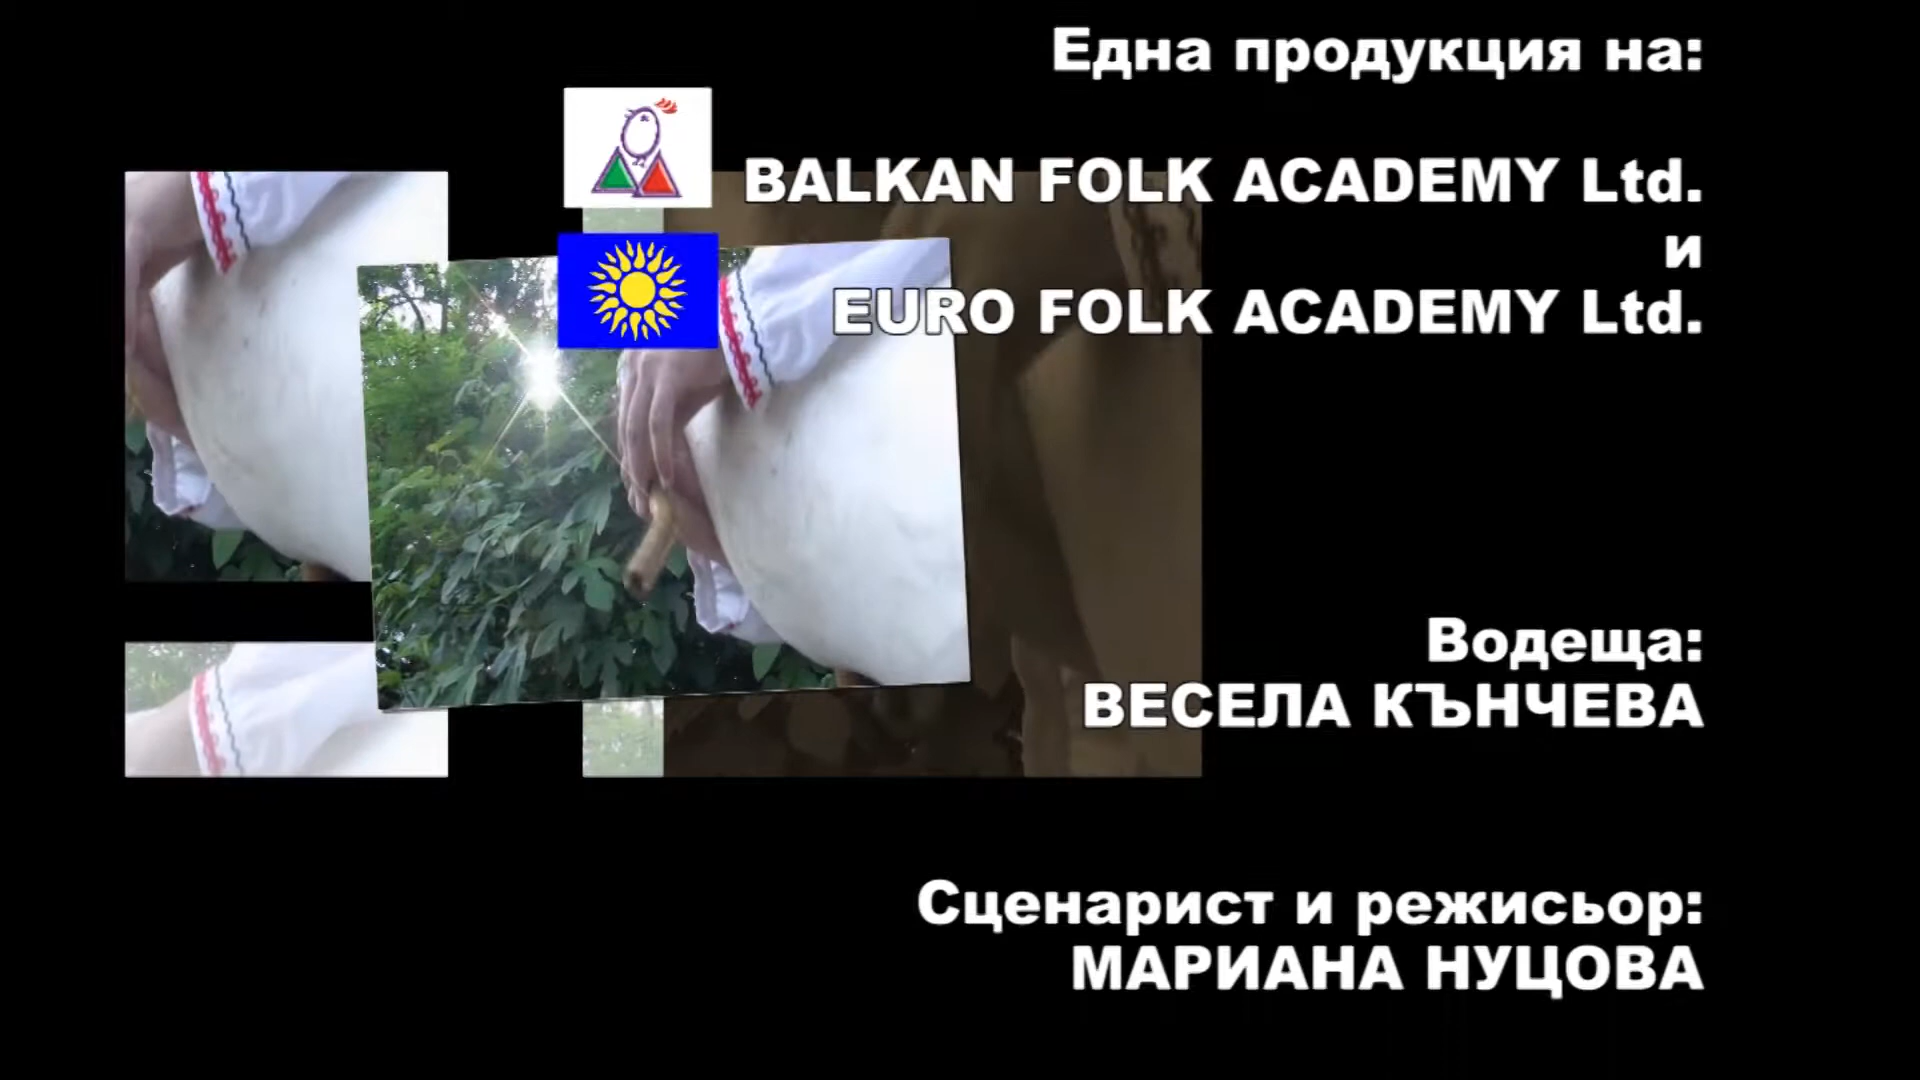 Една продукция на:
BALKAN FOLK ACADEMY Ltd.
и
EURO FOLK ACADEMY Ltd.
Водеща:
ВЕСЕЛА КЪНЧЕВА
Сценарист и режисьор:
МАРИАНА НУЦОВА